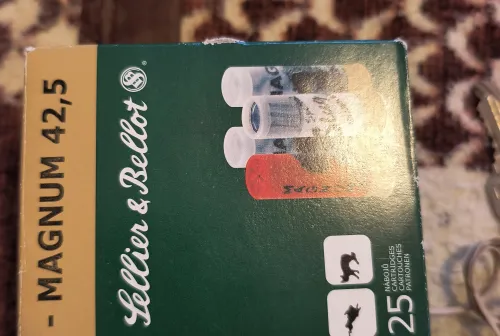 - MAGNUM 42,5
Sellier & Bellot
®
25
NÁBOJŮ
CARTRIDGES
CARTOUCHES
PATRONEN